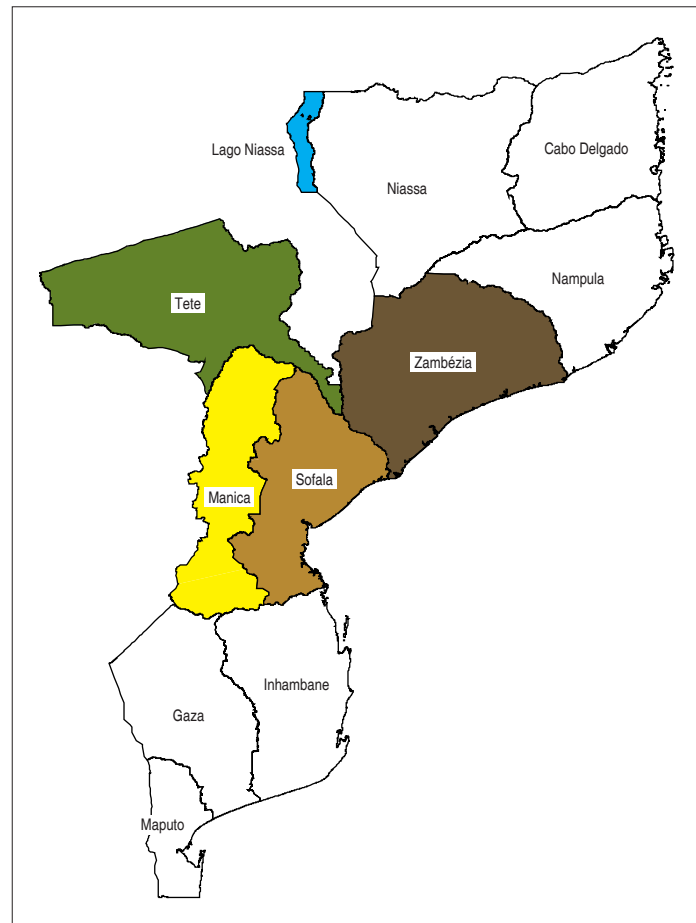 Cabo Delgado
Lago Niassa
Niassa
Nampula
Tete
Zambézia
Sofala
Manica
Inhambane
Gaza
Maputo